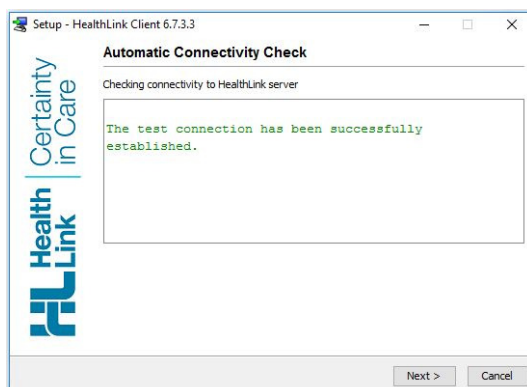 Setup - HealthLink Client 6.7.3.3
Automatic Connectivity Check
Checking connectivity to HealthLink server
The test connection has been successfully
established.
Certainty
in Care
HL Health
Link
Next >
Cancel